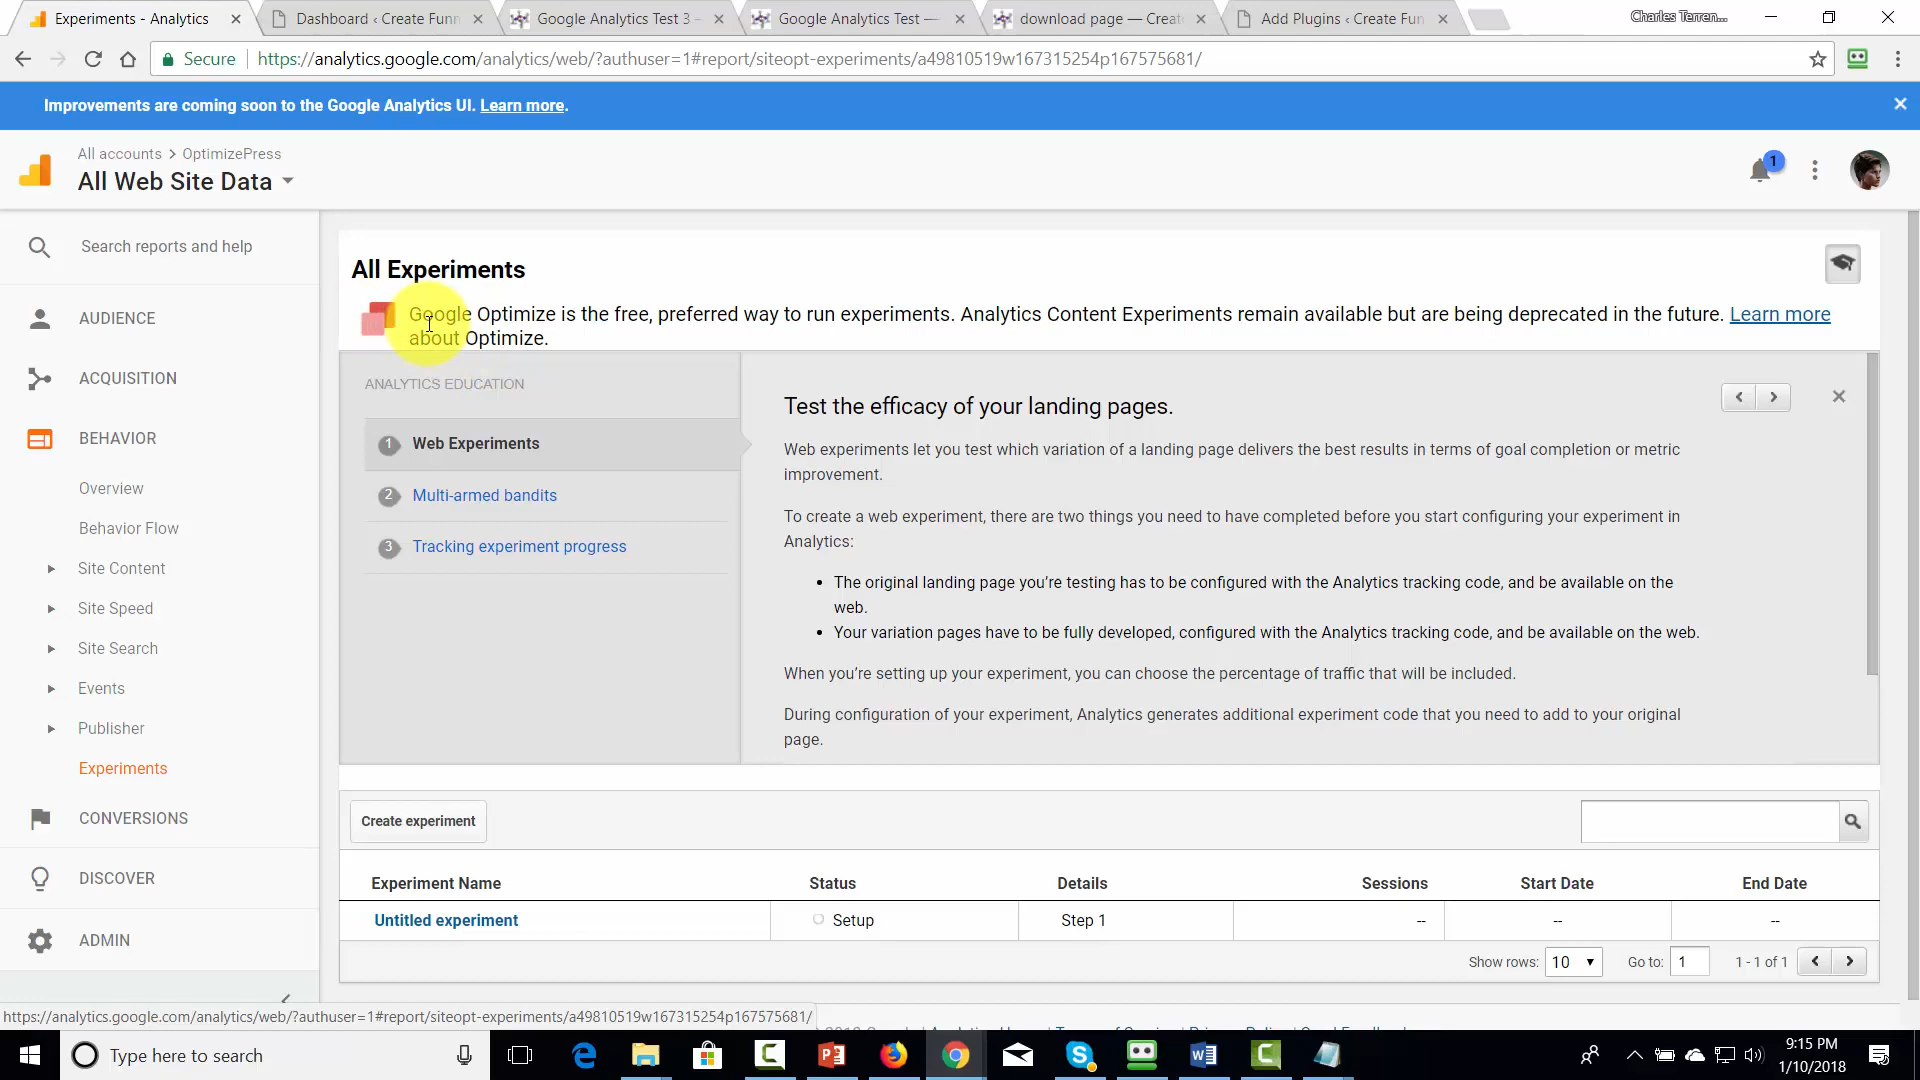 Experiments - Analytics
Dashboard ‹ Create Funn
Google Analytics Test 3 –
Google Analytics Test —
download page — Creat
Add Plugins ‹ Create Fun
Charles Terren...
Secure
https://analytics.google.com/analytics/web/?authuser=1#report/siteopt-experiments/a49810519w167315254p167575681/
Improvements are coming soon to the Google Analytics UI. Learn more.
All accounts > OptimizePress
All Web Site Data
1
Search reports and help
AUDIENCE
ACQUISITION
BEHAVIOR
Overview
Behavior Flow
Site Content
Site Speed
Site Search
Events
Publisher
Experiments
CONVERSIONS
DISCOVER
ADMIN
All Experiments
Google Optimize is the free, preferred way to run experiments. Analytics Content Experiments remain available but are being deprecated in the future. Learn more
about Optimize.
ANALYTICS EDUCATION
1 Web Experiments
2 Multi-armed bandits
3 Tracking experiment progress
Test the efficacy of your landing pages.
Web experiments let you test which variation of a landing page delivers the best results in terms of goal completion or metric
improvement.
To create a web experiment, there are two things you need to have completed before you start configuring your experiment in
Analytics:
• The original landing page you’re testing has to be configured with the Analytics tracking code, and be available on the
web.
• Your variation pages have to be fully developed, configured with the Analytics tracking code, and be available on the web.
When you’re setting up your experiment, you can choose the percentage of traffic that will be included.
During configuration of your experiment, Analytics generates additional experiment code that you need to add to your original
page.
Create experiment
Experiment Name Status Details Sessions Start Date End Date
Untitled experiment Setup Step 1 -- -- --
Show rows: 10 Go to: 1 1 - 1 of 1
https://analytics.google.com/analytics/web/?authuser=1#report/siteopt-experiments/a49810519w167315254p167575681/
Type here to search
9:15 PM
1/10/2018